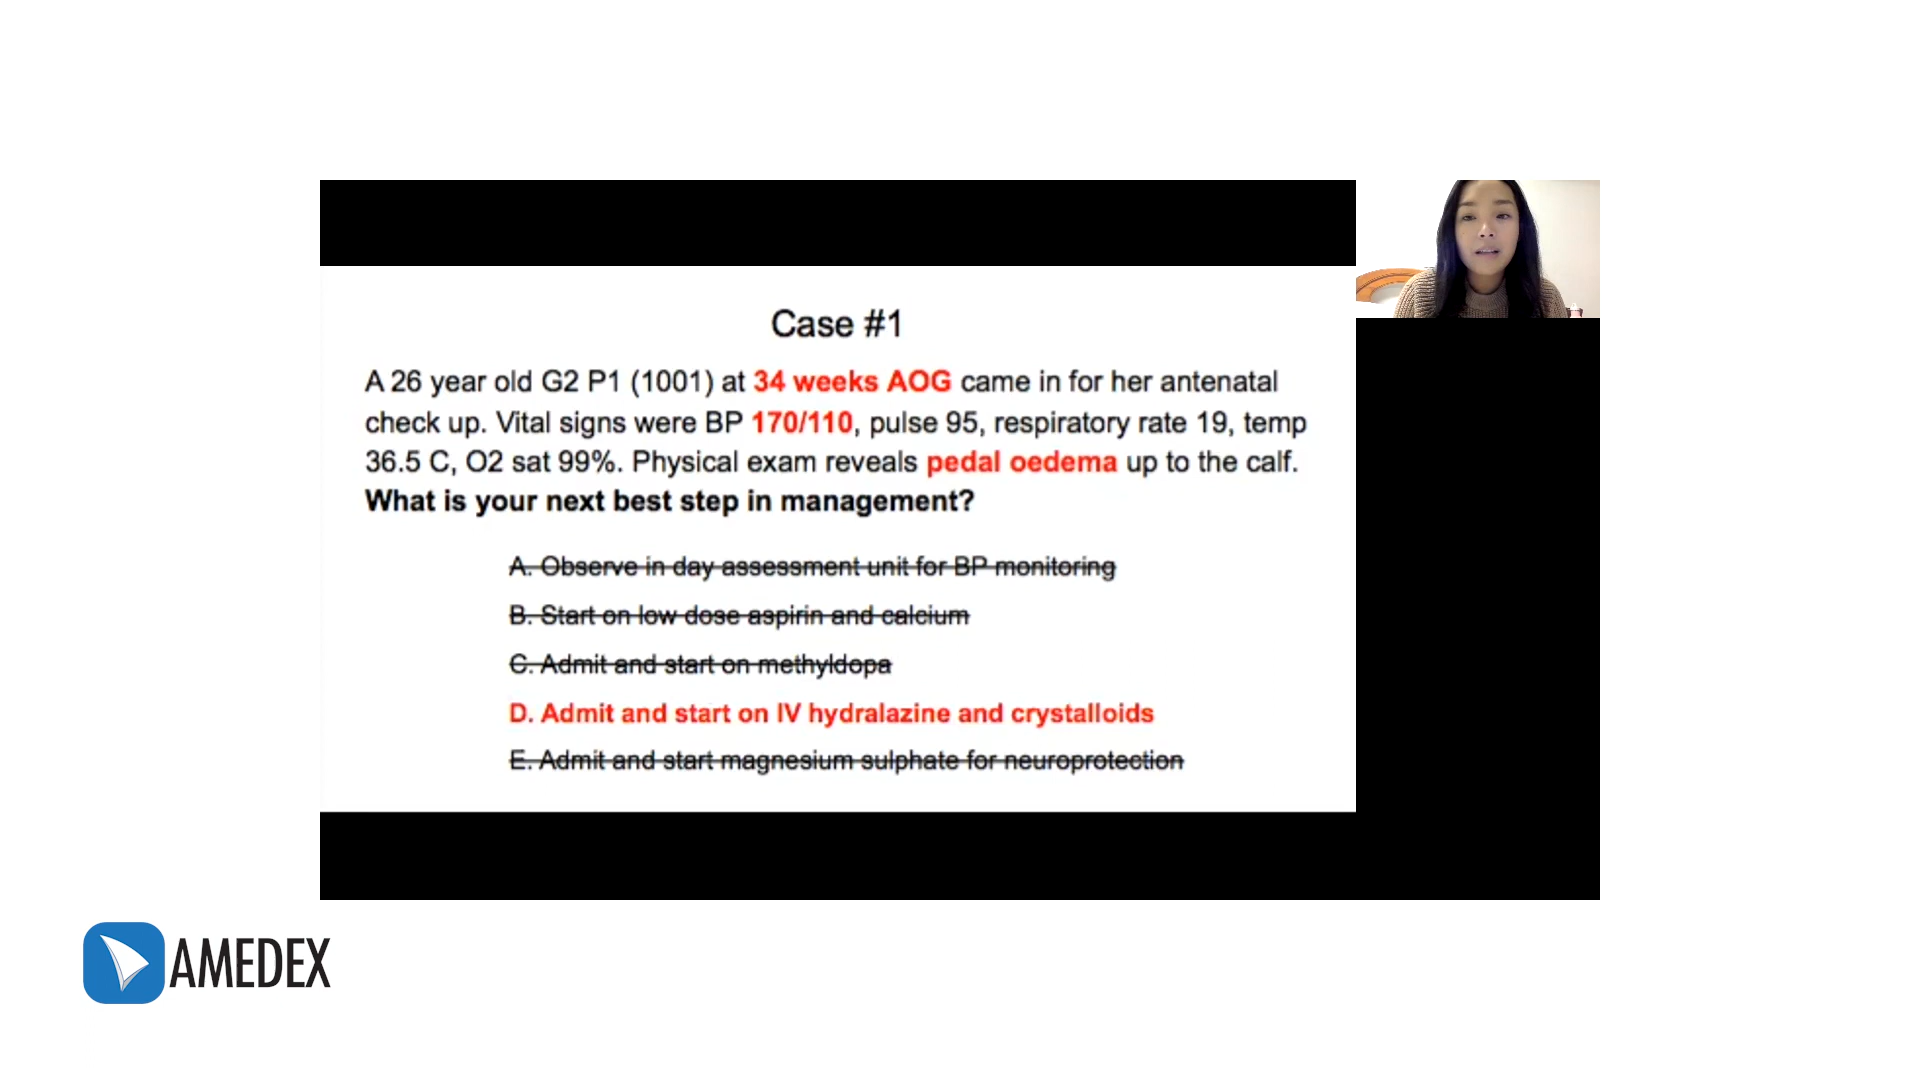 Case #1
A 26 year old G2 P1 (1001) at 34 weeks AOG came in for her antenatal
check up. Vital signs were BP 170/110, pulse 95, respiratory rate 19, temp
36.5 C, O2 sat 99%. Physical exam reveals pedal oedema up to the calf.
What is your next best step in management?
A. Observe in day assessment unit for BP monitoring
B. Start on low dose aspirin and calcium
C. Admit and start on methyldopa
D. Admit and start on IV hydralazine and crystalloids
E. Admit and start magnesium sulphate for neuroprotection
AMEDEX